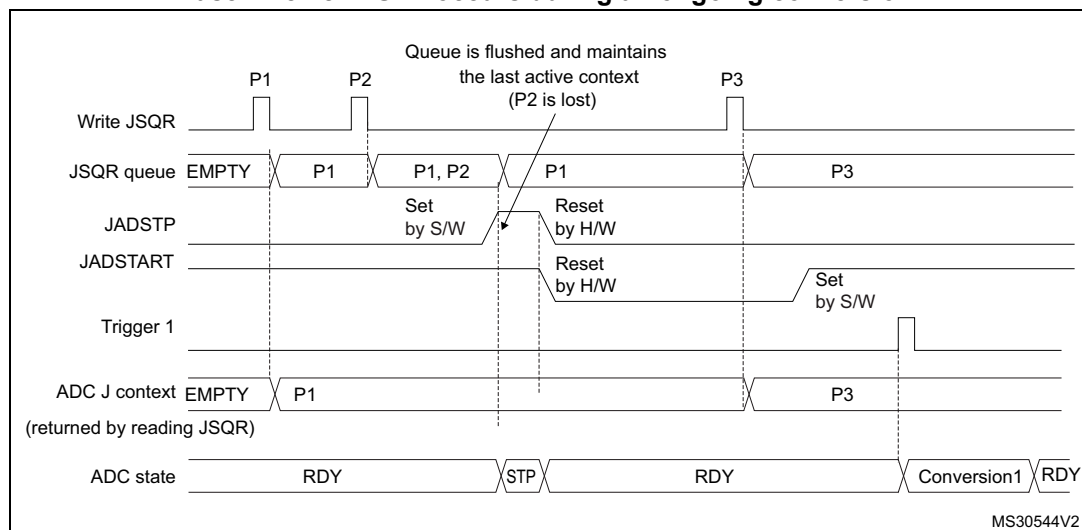 Queue is flushed and maintains
the last active context
(P2 is lost)
P1
P2
P3
Write JSQR
JSQR queue
EMPTY
P1
P1, P2
P1
P3
Set
by S/W
Reset
by H/W
JADSTP
JADSTART
Reset
by H/W
Set
by S/W
Trigger 1
ADC J context
EMPTY
P1
P3
(returned by reading JSQR)
ADC state
RDY
STP
RDY
Conversion1
RDY
MS30544V2